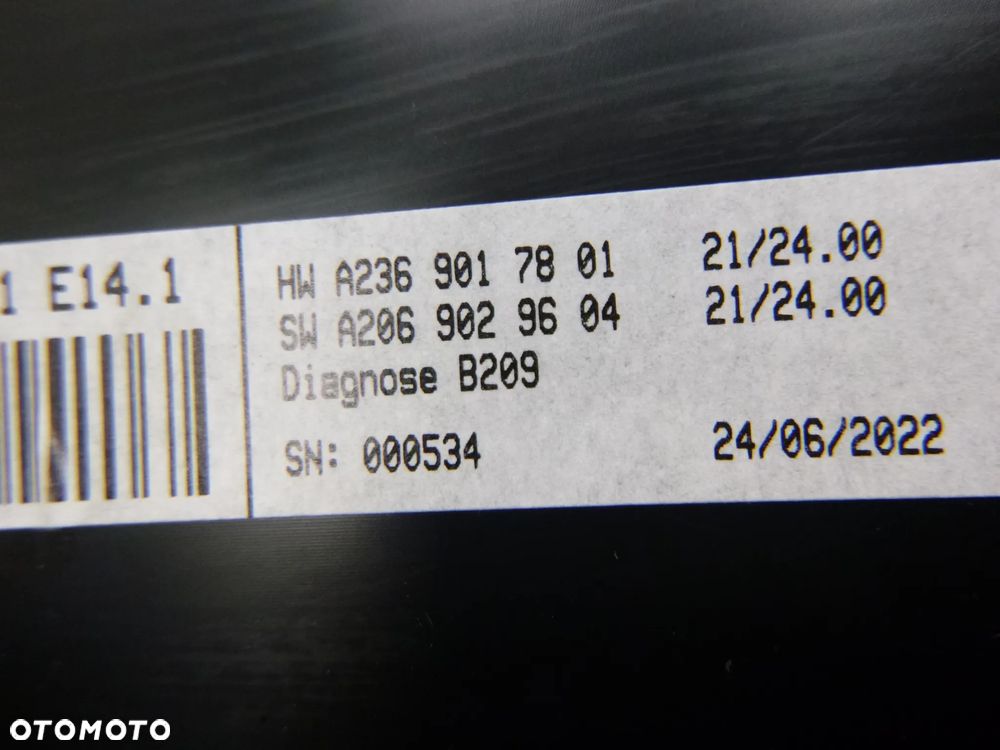 1 E14.1
HW A236 901 78 01 21/24.00
SW A206 902 96 04 21/24.00
Diagnose B209
SN: 000534 24/06/2022
OTOMOTO